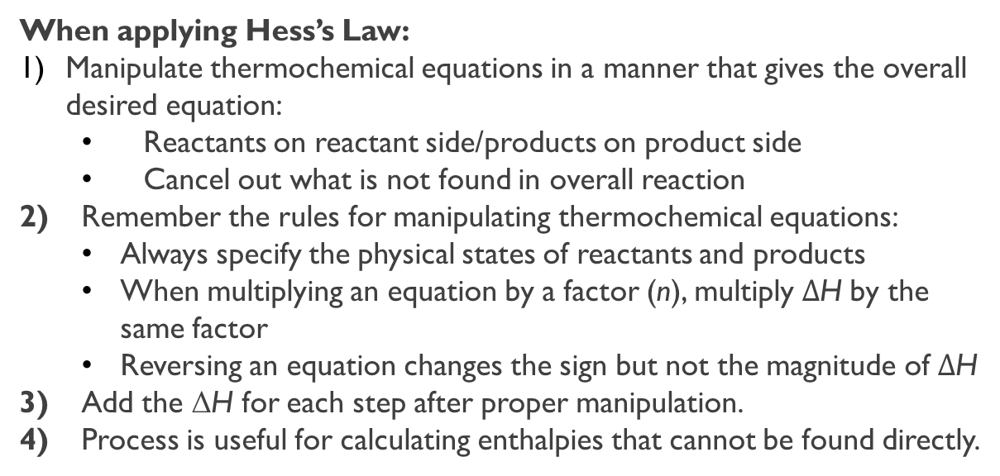 When applying Hess’s Law:
1) Manipulate thermochemical equations in a manner that gives the overall
desired equation:
• Reactants on reactant side/products on product side
• Cancel out what is not found in overall reaction
2) Remember the rules for manipulating thermochemical equations:
• Always specify the physical states of reactants and products
• When multiplying an equation by a factor (n), multiply ΔH by the
same factor
• Reversing an equation changes the sign but not the magnitude of ΔH
3) Add the ΔH for each step after proper manipulation.
4) Process is useful for calculating enthalpies that cannot be found directly.